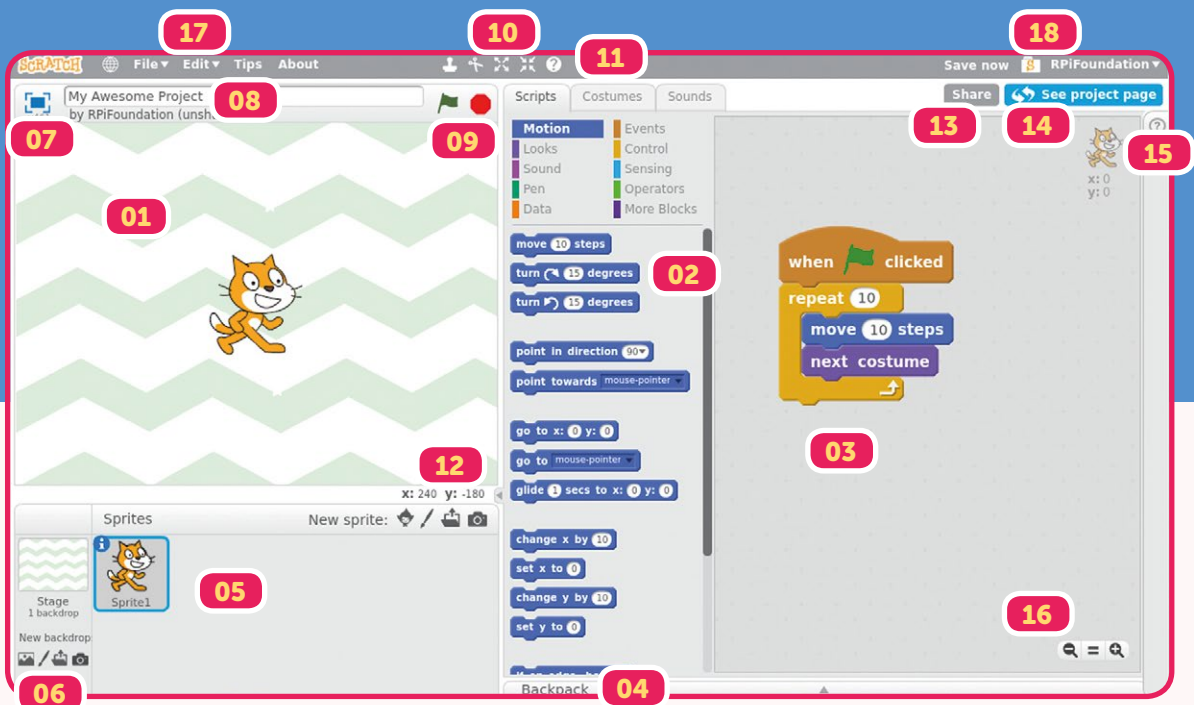 17
10
18
SCRATCH File Edit Tips About
11
Save now RPiFoundation
My Awesome Project
08
by RPiFoundation (unsh
07
09
Scripts Costumes Sounds
Share See project page
13
14
15
Motion Events
Looks Control
Sound Sensing
Pen Operators
Data More Blocks
x: 0
y: 0
01
move 10 steps
turn 15 degrees
02
turn 15 degrees
point in direction 90
point towards mouse-pointer
go to x: 0 y: 0
go to mouse-pointer
glide 1 secs to x: 0 y: 0
change x by 10
set x to 0
change y by 10
set y to 0
when clicked
repeat 10
move 10 steps
next costume
03
12
x: 240 y: -180
Sprites New sprite:
Stage
1 backdrop
Sprite1
05
New backdrop
06
Backpack
04
16